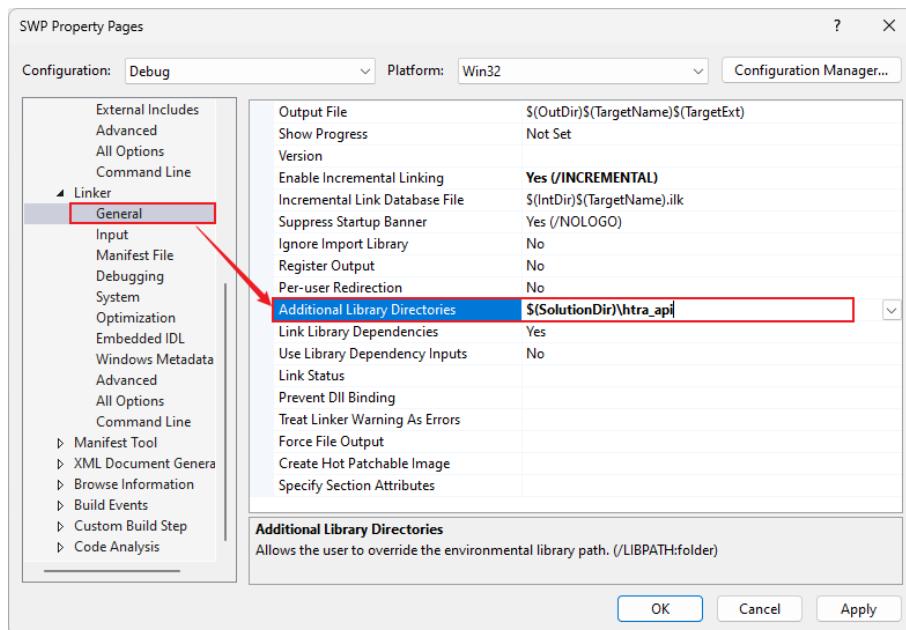 SWP Property Pages ? ✕
Configuration: Debug Platform: Win32 Configuration Manager...
External Includes
Advanced
All Options
Command Line
Linker
General
Input
Manifest File
Debugging
System
Optimization
Embedded IDL
Windows Metadata
Advanced
All Options
Command Line
Manifest Tool
XML Document Genera
Browse Information
Build Events
Custom Build Step
Code Analysis
Output File $(OutDir)$(TargetName)$(TargetExt)
Show Progress Not Set
Version
Enable Incremental Linking Yes (/INCREMENTAL)
Incremental Link Database File $(IntDir)$(TargetName).ilk
Suppress Startup Banner Yes (/NOLOGO)
Ignore Import Library No
Register Output No
Per-user Redirection No
Additional Library Directories $(SolutionDir)\htra_api
Link Library Dependencies Yes
Use Library Dependency Inputs No
Link Status
Prevent Dll Binding
Treat Linker Warning As Errors
Force File Output
Create Hot Patchable Image
Specify Section Attributes
Additional Library Directories
Allows the user to override the environmental library path. (/LIBPATH:folder)
OK Cancel Apply